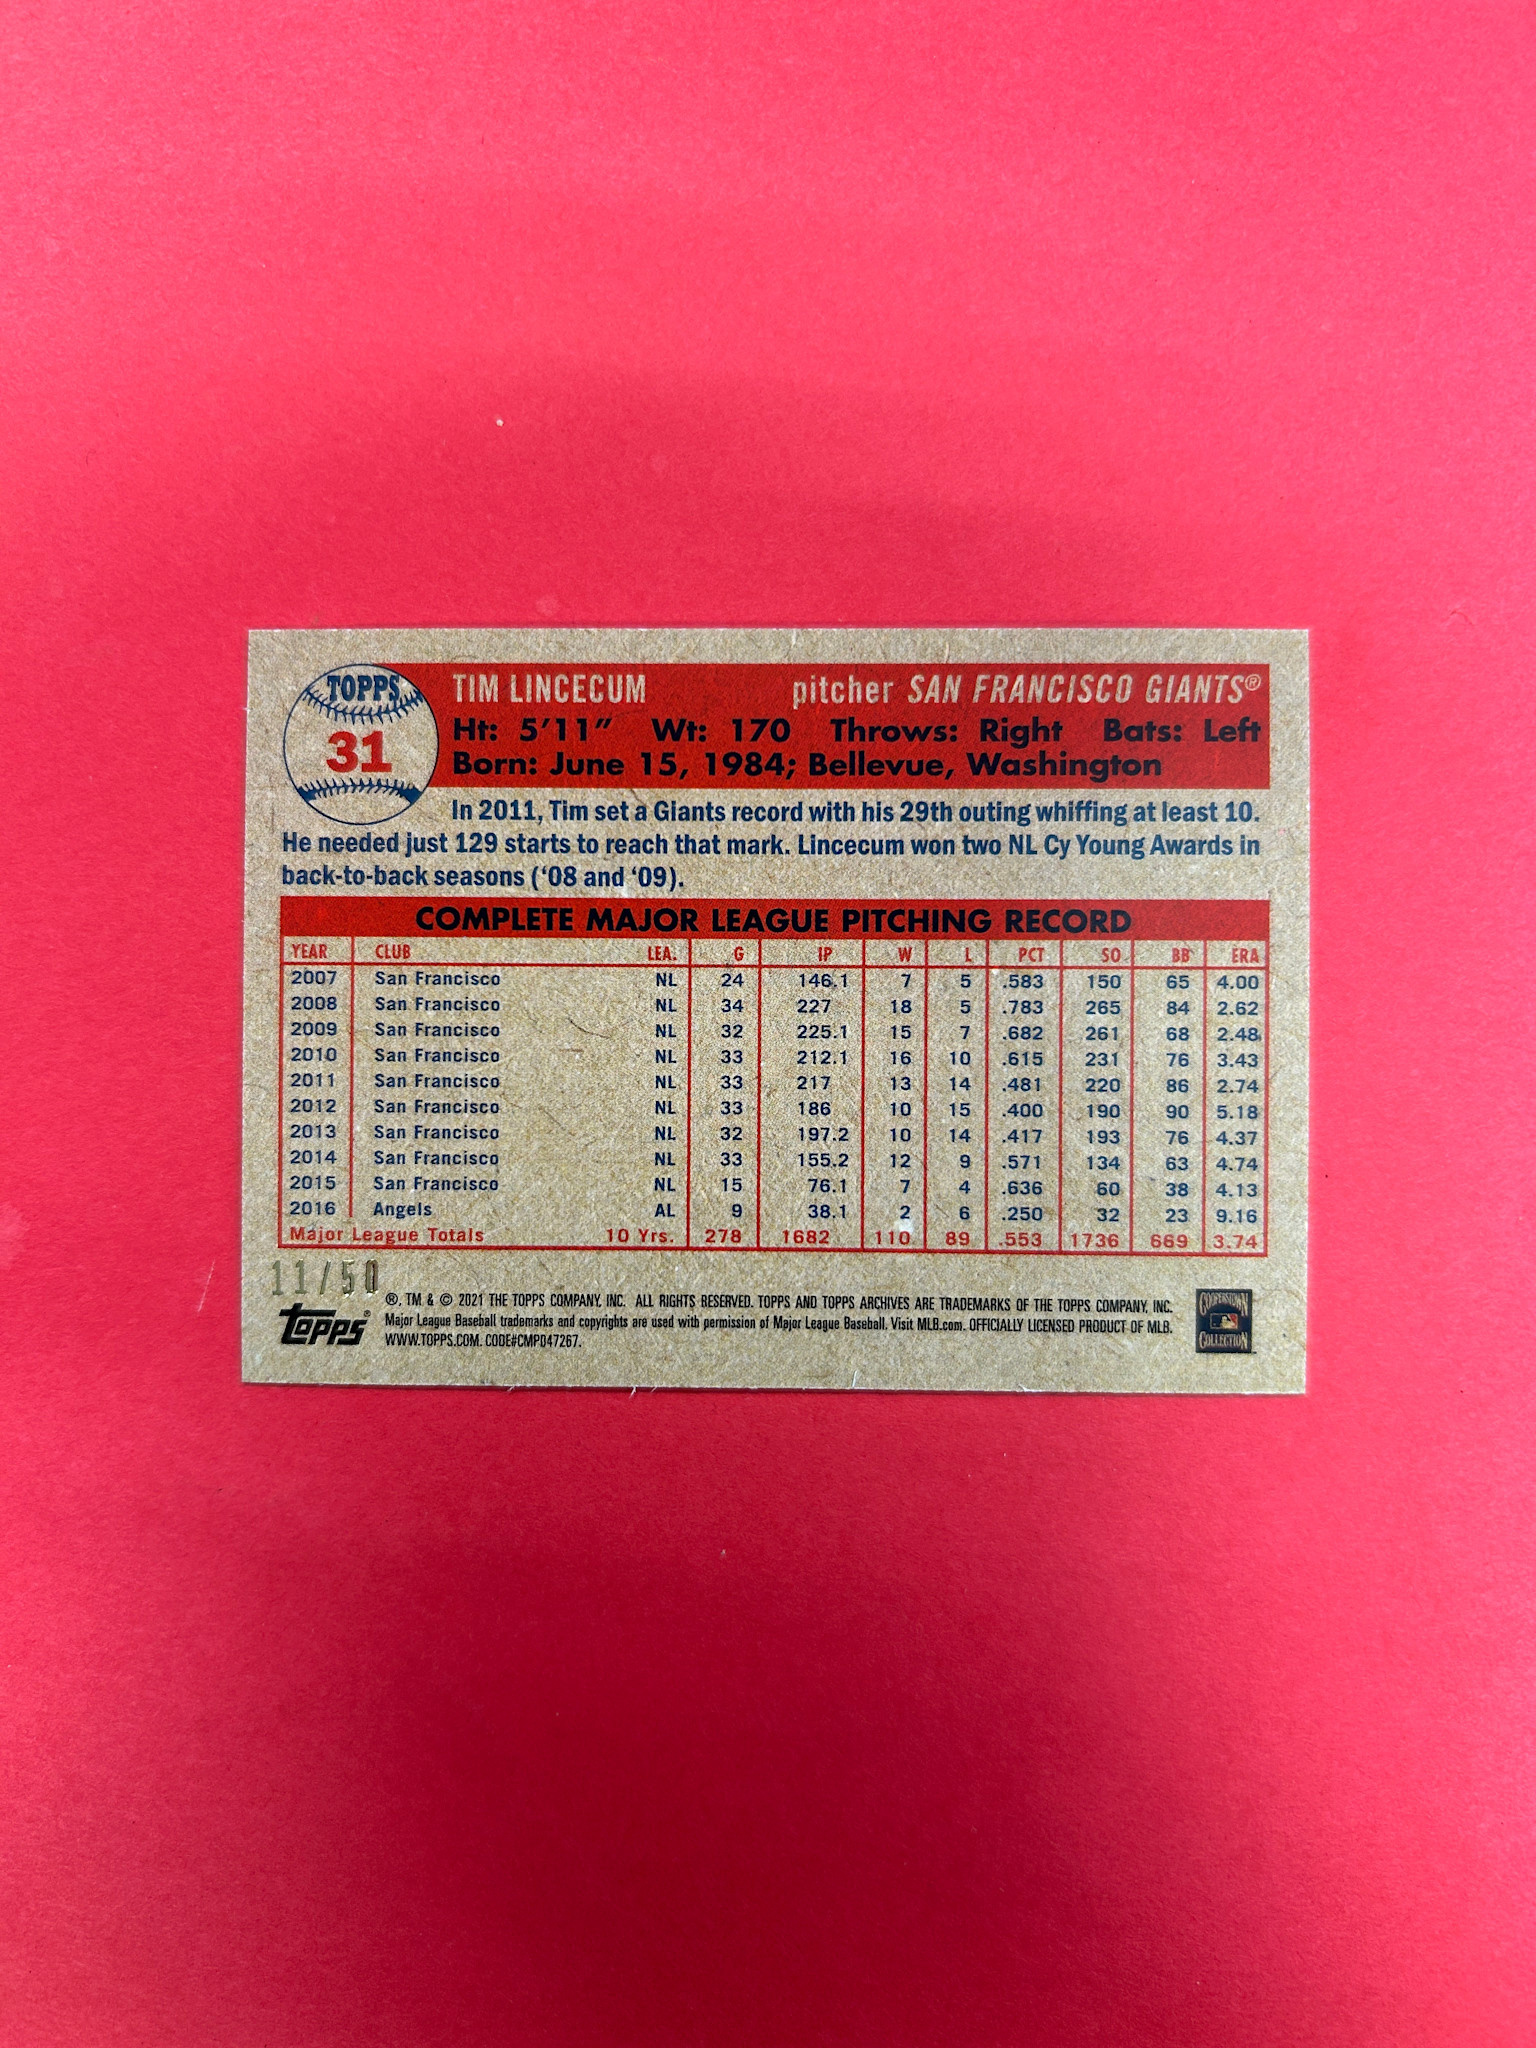 TOPPS
31
TIM LINCECUM pitcher SAN FRANCISCO GIANTS®
Ht: 5'11" Wt: 170 Throws: Right Bats: Left
Born: June 15, 1984; Bellevue, Washington
In 2011, Tim set a Giants record with his 29th outing whiffing at least 10.
He needed just 129 starts to reach that mark. Lincecum won two NL Cy Young Awards in
back-to-back seasons (‘08 and ‘09).
COMPLETE MAJOR LEAGUE PITCHING RECORD
YEAR CLUB LEA. G IP W L PCT SO BB ERA
2007 San Francisco NL 24 146.1 7 5 .583 150 65 4.00
2008 San Francisco NL 34 227 18 5 .783 265 84 2.62
2009 San Francisco NL 32 225.1 15 7 .682 261 68 2.48
2010 San Francisco NL 33 212.1 16 10 .615 231 76 3.43
2011 San Francisco NL 33 217 13 14 .481 220 86 2.74
2012 San Francisco NL 33 186 10 15 .400 190 90 5.18
2013 San Francisco NL 32 197.2 10 14 .417 193 76 4.37
2014 San Francisco NL 33 155.2 12 9 .571 134 63 4.74
2015 San Francisco NL 15 76.1 7 4 .636 60 38 4.13
2016 Angels AL 9 38.1 2 6 .250 32 23 9.16
Major League Totals 10 Yrs. 278 1682 110 89 .553 1736 669 3.74
11/50
Topps®
®, TM & © 2021 THE TOPPS COMPANY, INC. ALL RIGHTS RESERVED. TOPPS AND TOPPS ARCHIVES ARE TRADEMARKS OF THE TOPPS COMPANY, INC.
Major League Baseball trademarks and copyrights are used with permission of Major League Baseball. Visit MLB.com. OFFICIALLY LICENSED PRODUCT OF MLB.
WWW.TOPPS.COM. CODE#CMP047267.
COOPERSTOWN
COLLECTION